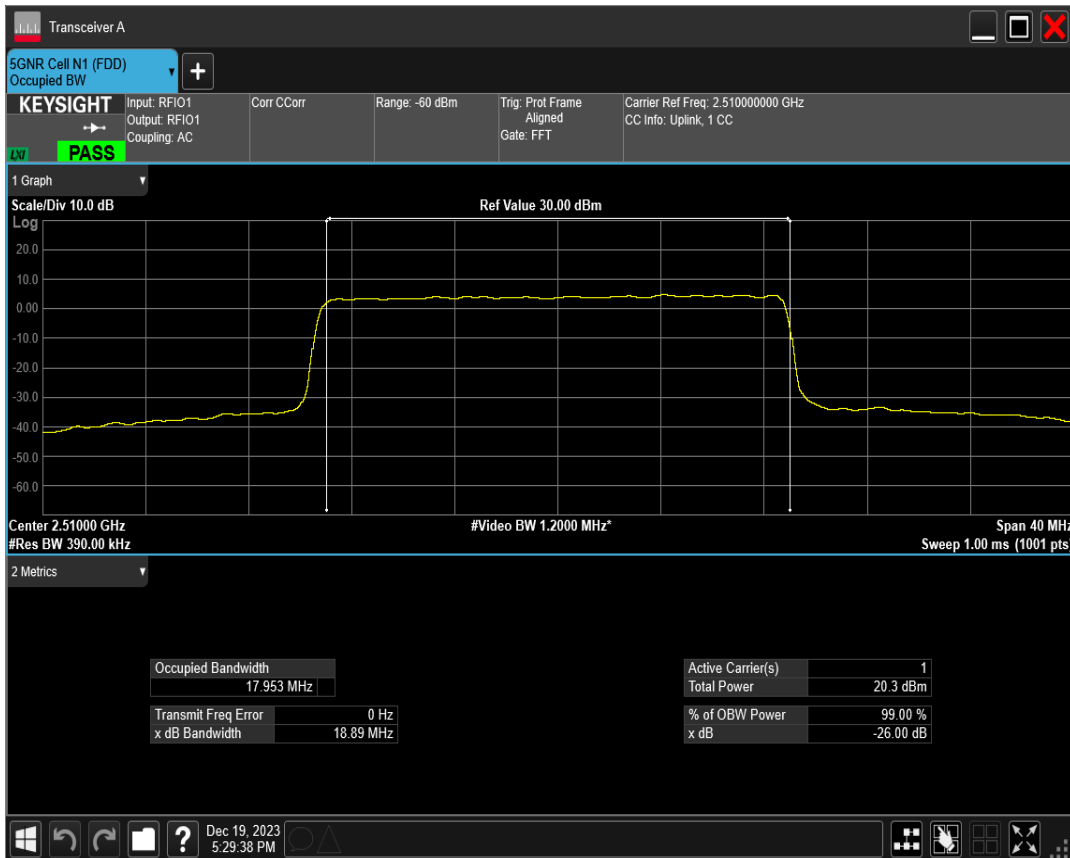 Transceiver A
5GNR Cell N1 (FDD)
Occupied BW
+
KEYSIGHT
LXI
PASS
Input: RFIO1
Output: RFIO1
Coupling: AC
Corr CCorr
Range: -60 dBm
Trig: Prot Frame
Aligned
Gate: FFT
Carrier Ref Freq: 2.510000000 GHz
CC Info: Uplink, 1 CC
1 Graph
Scale/Div 10.0 dB
Ref Value 30.00 dBm
Log
20.0
10.0
0.00
-10.0
-20.0
-30.0
-40.0
-50.0
-60.0
Center 2.51000 GHz
#Video BW 1.2000 MHz*
Span 40 MHz
#Res BW 390.00 kHz
Sweep 1.00 ms (1001 pts)
2 Metrics
Occupied Bandwidth
17.953 MHz
Transmit Freq Error 0 Hz
x dB Bandwidth 18.89 MHz
Active Carrier(s) 1
Total Power 20.3 dBm
% of OBW Power 99.00 %
x dB -26.00 dB
?
Dec 19, 2023
5:29:38 PM